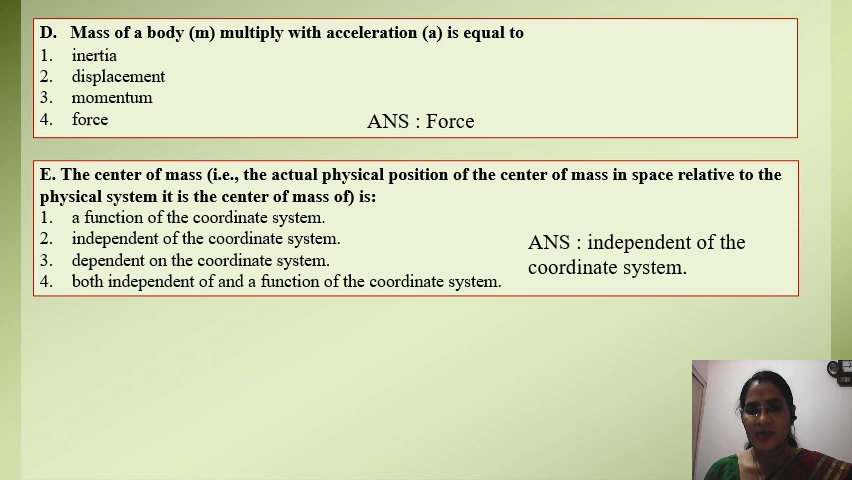 D. Mass of a body (m) multiply with acceleration (a) is equal to
1. inertia
2. displacement
3. momentum
4. force
ANS : Force
E. The center of mass (i.e., the actual physical position of the center of mass in space relative to the
physical system it is the center of mass of) is:
1. a function of the coordinate system.
2. independent of the coordinate system.
3. dependent on the coordinate system.
4. both independent of and a function of the coordinate system.
ANS : independent of the
coordinate system.